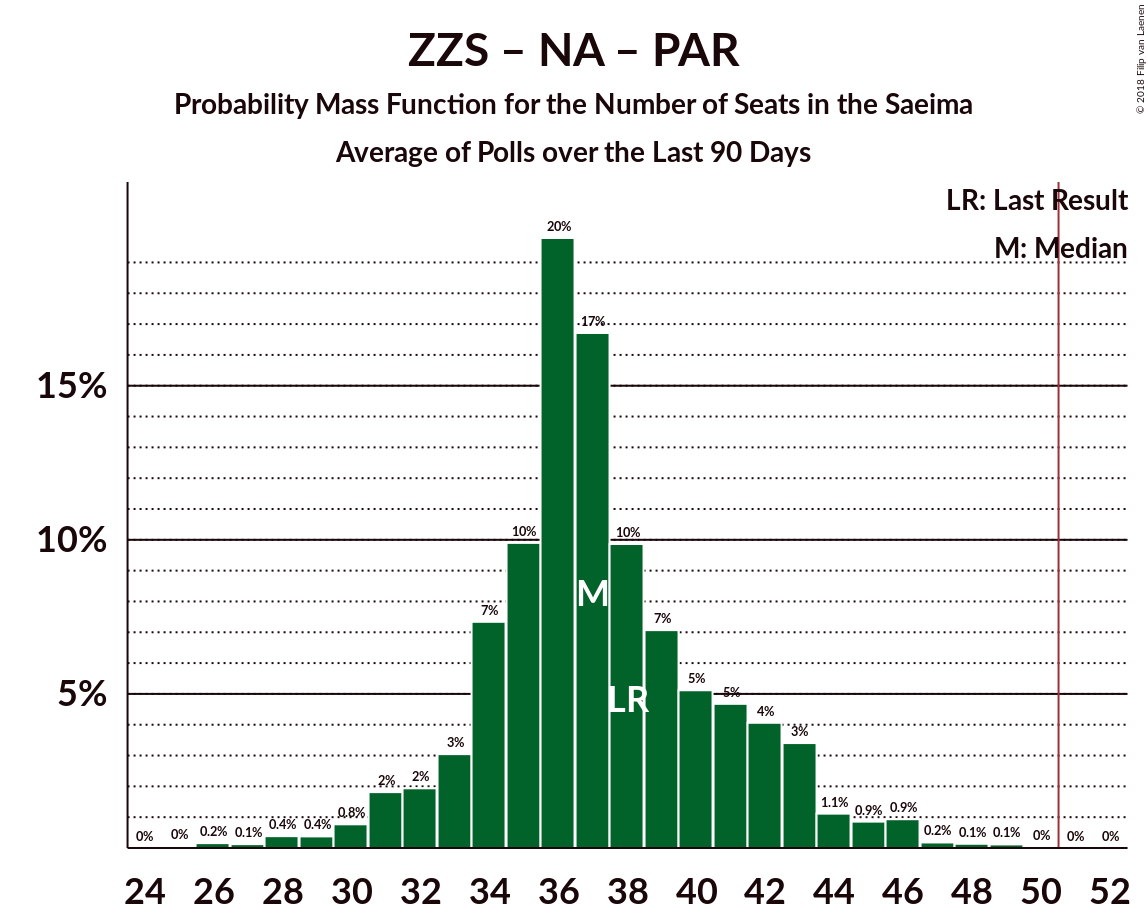 ZZS – NA – PAR
Probability Mass Function for the Number of Seats in the Saeima
Average of Polls over the Last 90 Days
© 2018 Filip van Laenen
LR: Last Result
M: Median
20%
17%
15%
10%
10%
10%
M
7%
7%
5%
5%
5%
LR
4%
3%
3%
2%
2%
0% 0% 0.2% 0.1% 0.4% 0.4% 0.8% 1.1% 0.9% 0.9% 0.2% 0.1% 0.1% 0% 0% 0%
24 26 28 30 32 34 36 38 40 42 44 46 48 50 52